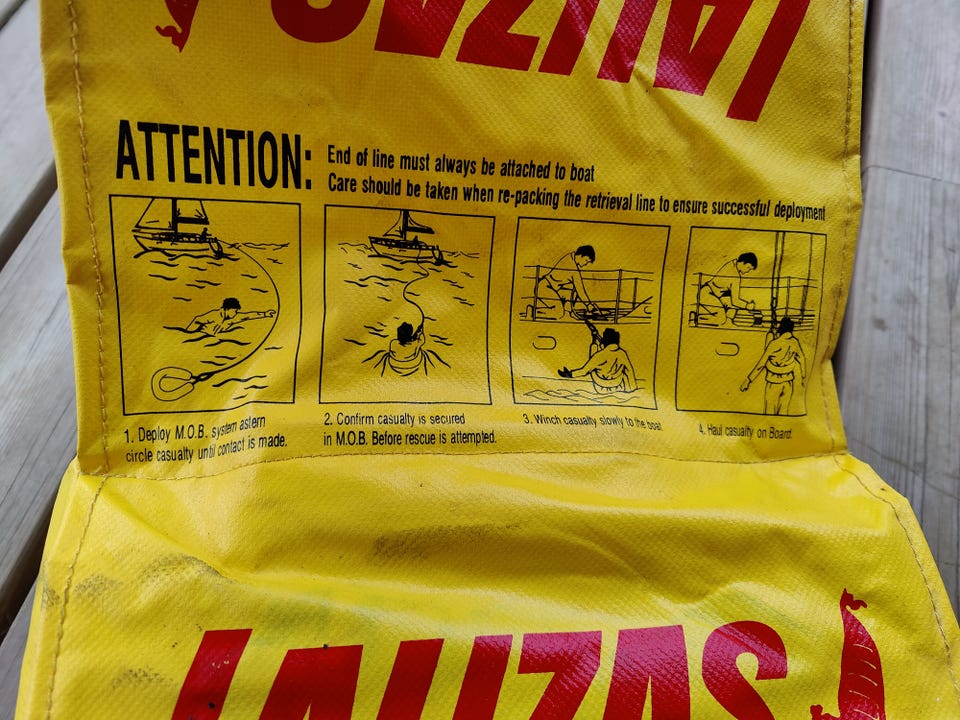 LALIZAS
ATTENTION:
End of line must always be attached to boat
Care should be taken when re-packing the retrieval line to ensure successful deployment
1. Deploy M.O.B. system astern
circle casualty until contact is made.
2. Confirm casualty is secured
in M.O.B. Before rescue is attempted.
3. Winch casualty slowly to the boat
4. Haul casualty on Board.
LALIZAS